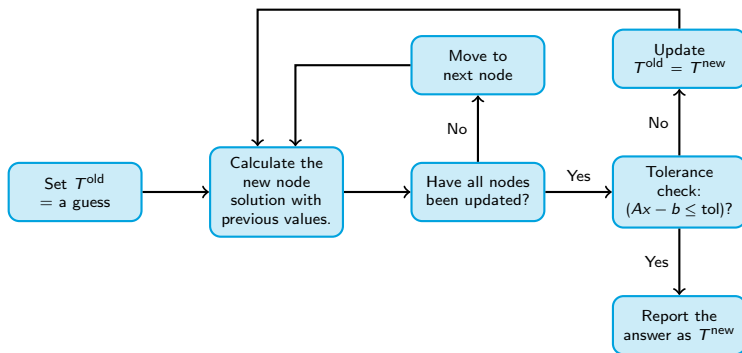 Set T^old
= a guess
Calculate the
new node
solution with
previous values.
Move to
next node
No
Have all nodes
been updated?
Yes
Update
T^old = T^new
No
Tolerance
check:
(Ax − b ≤ tol)?
Yes
Report the
answer as T^new